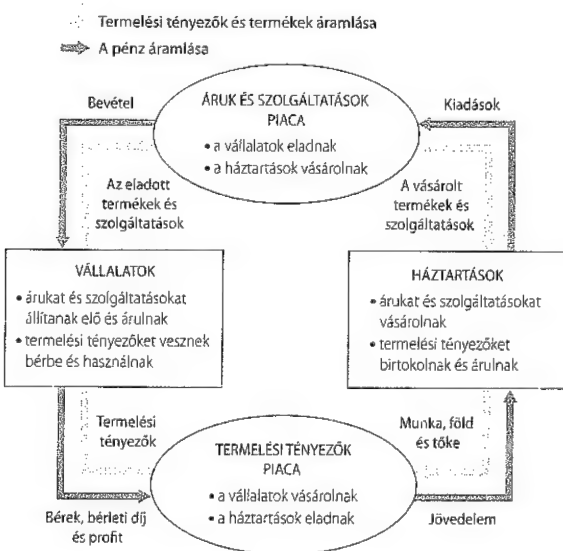 Termelési tényezők és termékek áramlása
A pénz áramlása
Bevétel
ÁRUK ÉS SZOLGÁLTATÁSOK
PIACA
• a vállalatok eladnak
• a háztartások vásárolnak
Kiadások
Az eladott
termékek és
szolgáltatások
A vásárolt
termékek és
szolgáltatások
VÁLLALATOK
• árukat és szolgáltatásokat
állítanak elő és árulnak
• termelési tényezőket vesznek
bérbe és használnak
HÁZTARTÁSOK
• árukat és szolgáltatásokat
vásárolnak
• termelési tényezőket
birtokolnak és árulnak
Termelési
tényezők
TERMELÉSI TÉNYEZŐK
PIACA
• a vállalatok vásárolnak
• a háztartások eladnak
Munka, föld
és tőke
Bérek, bérleti díj
és profit
Jövedelem